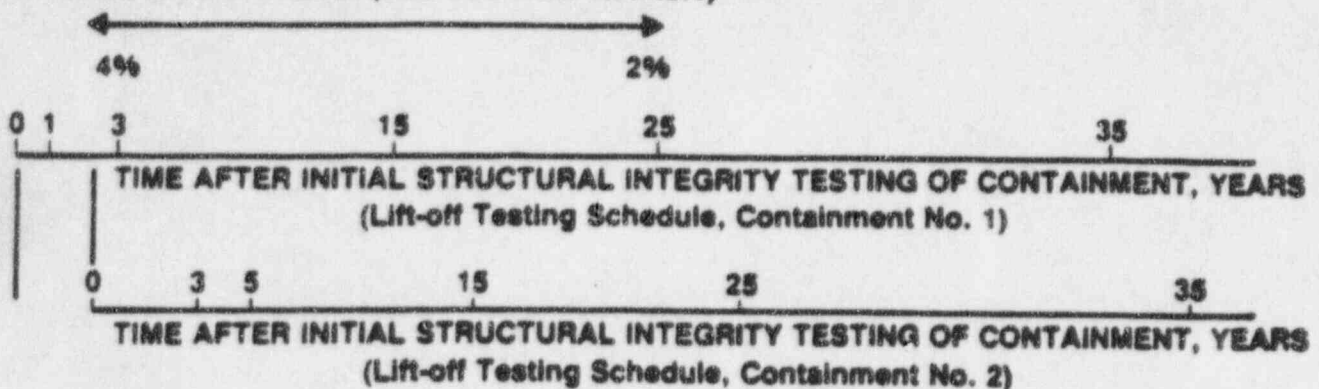 4% 2%
0 1 3 15 25 35
TIME AFTER INITIAL STRUCTURAL INTEGRITY TESTING OF CONTAINMENT, YEARS
(Lift-off Testing Schedule, Containment No. 1)
0 3 5 15 25 35
TIME AFTER INITIAL STRUCTURAL INTEGRITY TESTING OF CONTAINMENT, YEARS
(Lift-off Testing Schedule, Containment No. 2)